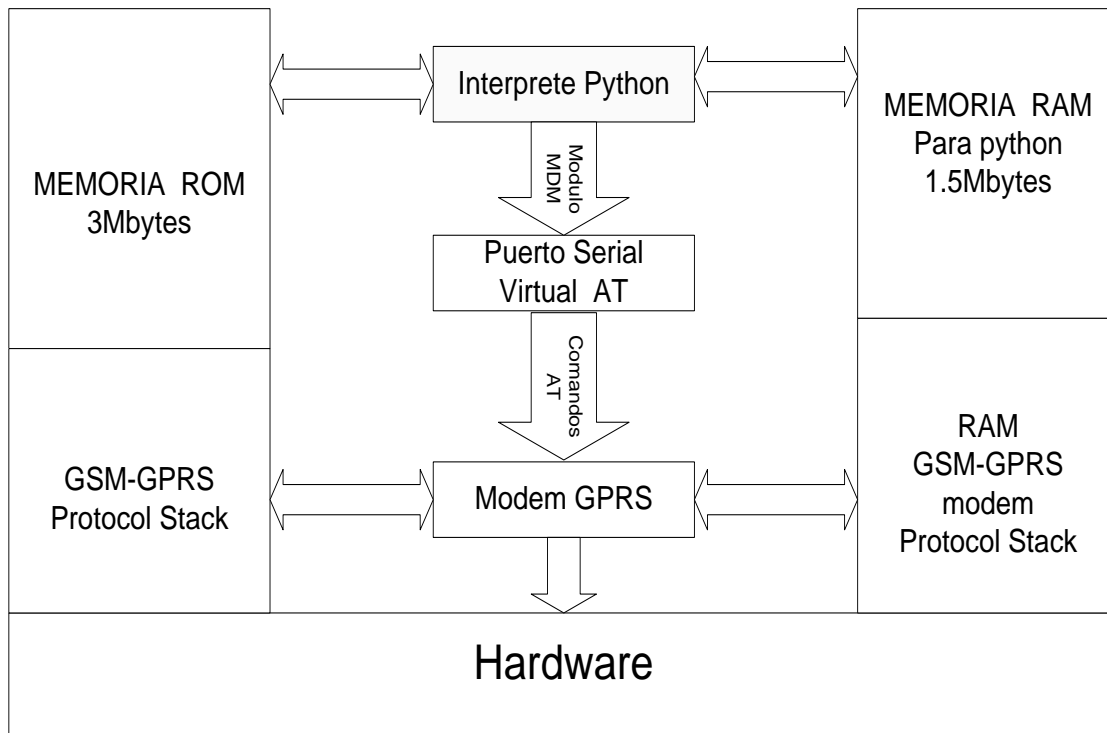 Interprete Python
MEMORIA ROM
3Mbytes
MEMORIA RAM
Para python
1.5Mbytes
Modulo
MDM
Puerto Serial
Virtual AT
Comandos
AT
GSM-GPRS
Protocol Stack
Modem GPRS
RAM
GSM-GPRS
modem
Protocol Stack
Hardware